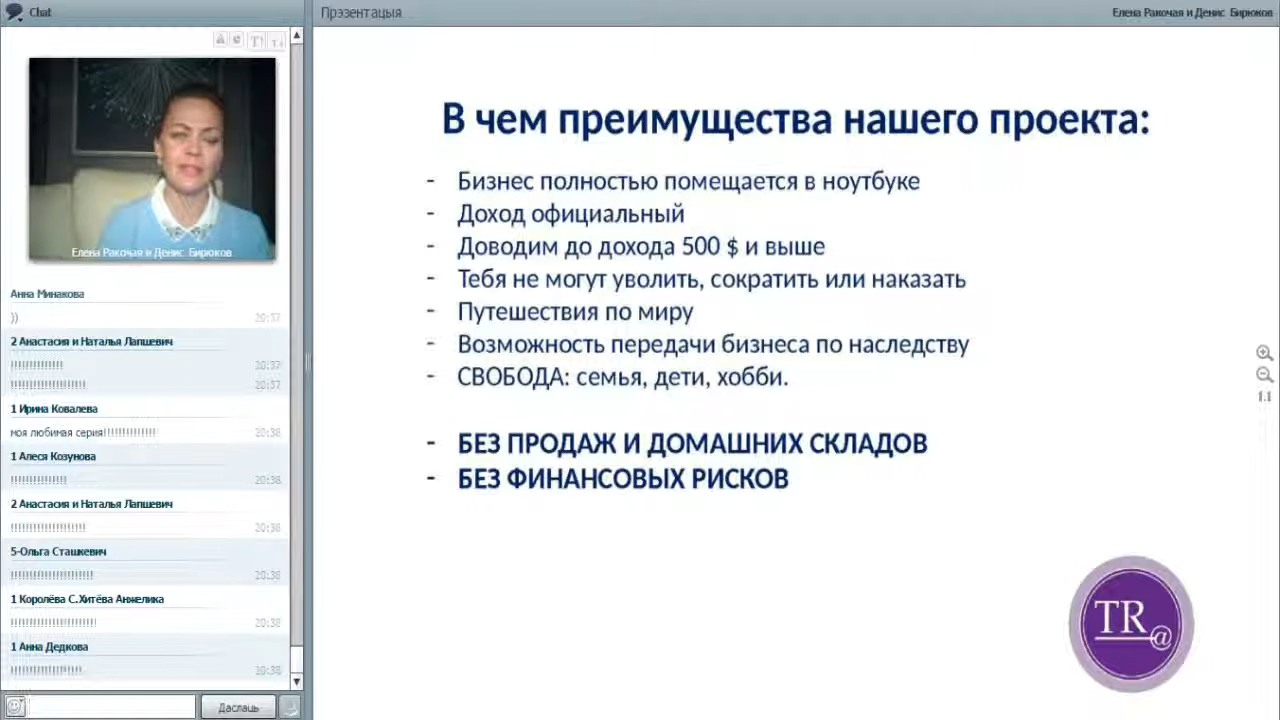 Chat
Прэзентацыя
Елена Ракочая и Денис Бирюков
Елена Ракочая и Денис Бирюков
Анна Минакова
)) 20:37
2 Анастасия и Наталья Лапшевич
!!!!!!!!!!!!!! 20:37
!!!!!!!!!!!!!!!!!!!! 20:37
1 Ирина Ковалева
моя любимая серия!!!!!!!!!!!!!! 20:38
1 Алеся Козунова
!!!!!!!!!!!!!!! 20:38
2 Анастасия и Наталья Лапшевич
!!!!!!!!!!!!!!!!!!!! 20:38
5-Ольга Сташкевич
!!!!!!!!!!!!!!!!!!!!!! 20:38
1 Королёва С.Хитёва Анжелика
!!!!!!!!!!!!!!!!!!!!!!! 20:38
1 Анна Дедкова
!!!!!!!!!!!!!!!!!!! 20:38
Даслаць
В чем преимущества нашего проекта:
- Бизнес полностью помещается в ноутбуке
- Доход официальный
- Доводим до дохода 500 $ и выше
- Тебя не могут уволить, сократить или наказать
- Путешествия по миру
- Возможность передачи бизнеса по наследству
- СВОБОДА: семья, дети, хобби.
- БЕЗ ПРОДАЖ И ДОМАШНИХ СКЛАДОВ
- БЕЗ ФИНАНСОВЫХ РИСКОВ
1:1
TR@